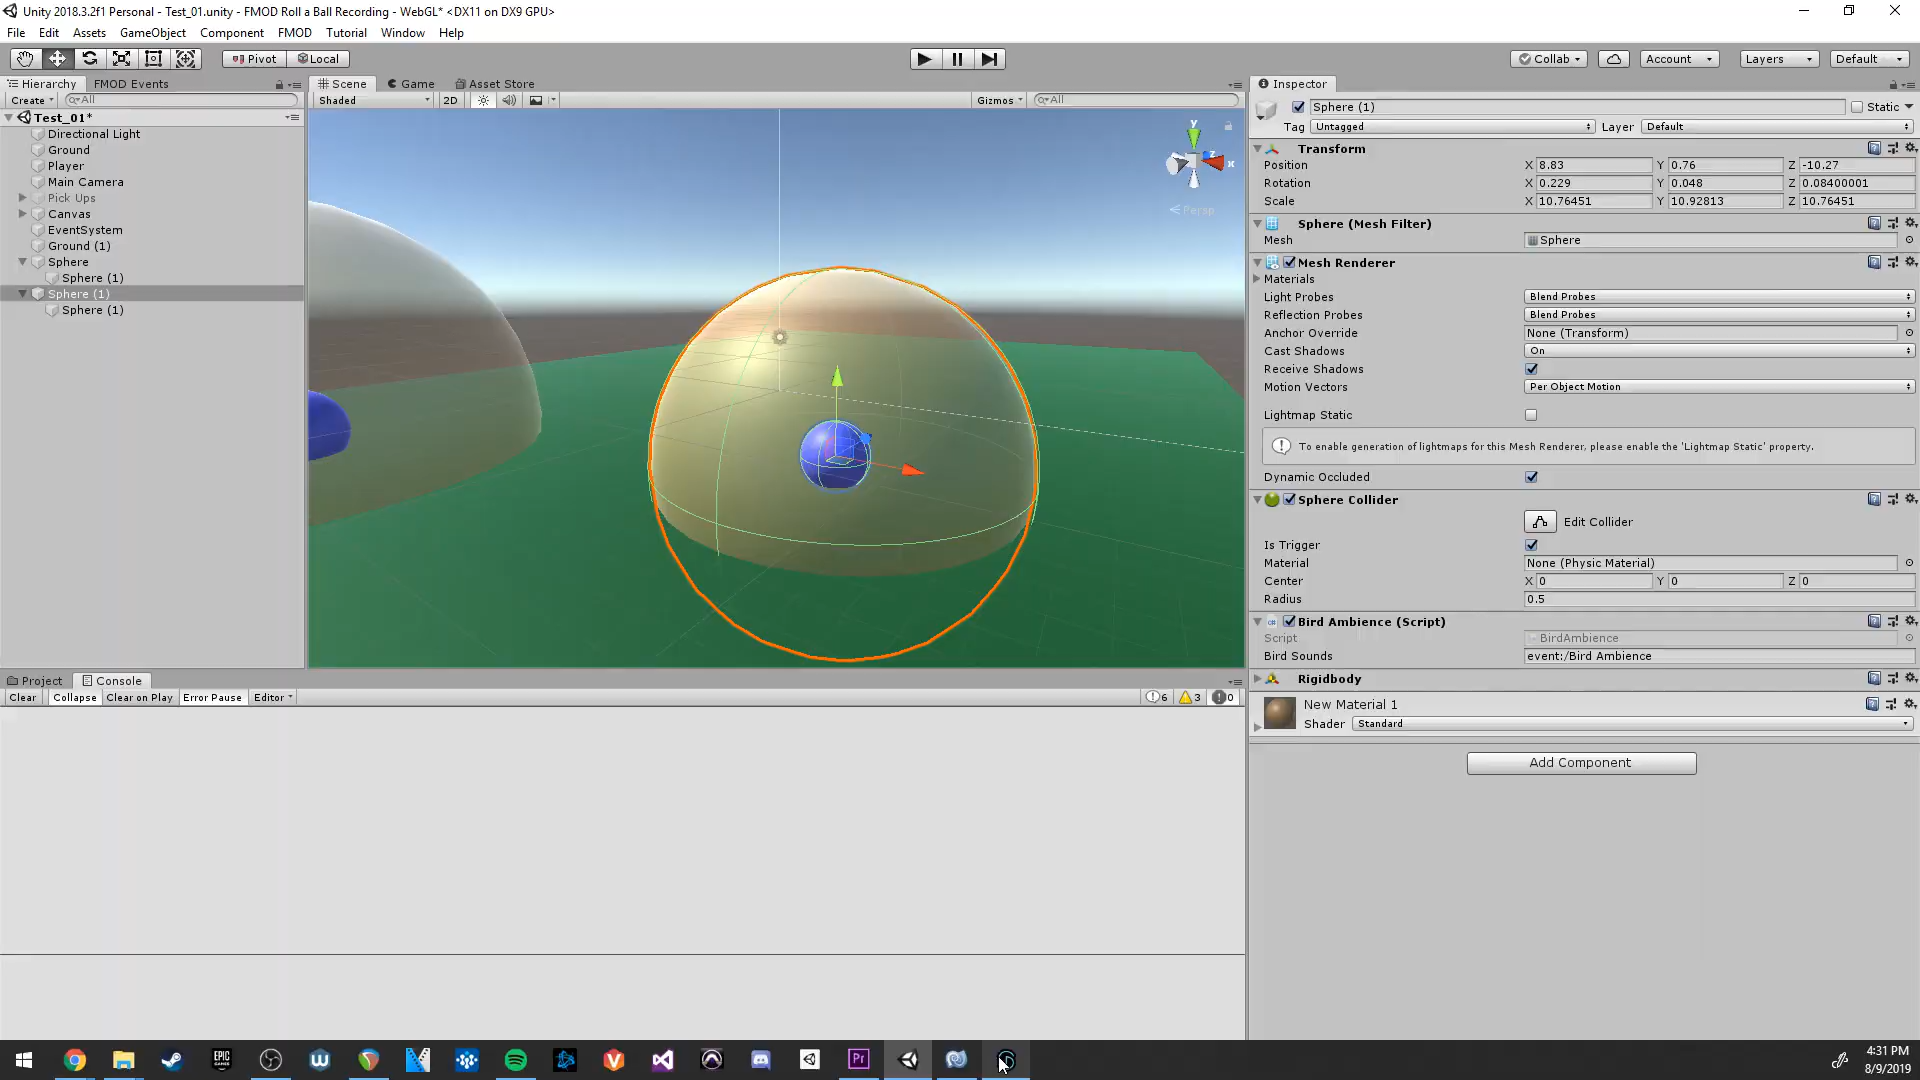 Unity 2018.3.2f1 Personal - Test_01.unity - FMOD Roll a Ball Recording - WebGL* <DX11 on DX9 GPU>
File Edit Assets GameObject Component FMOD Tutorial Window Help
Pivot Local Collab Account Layers Default
Hierarchy FMOD Events Scene Game Asset Store Inspector
Create All Shaded 2D Gizmos All
Test_01*
Directional Light
Ground
Player
Main Camera
Pick Ups
Canvas
EventSystem
Ground (1)
Sphere
Sphere (1)
Sphere (1)
Sphere (1)
y
z
x
Persp
Sphere (1) Static
Tag Untagged Layer Default
Transform
Position X 8.83 Y 0.76 Z -10.27
Rotation X 0.229 Y 0.048 Z 0.08400001
Scale X 10.76451 Y 10.92813 Z 10.76451
Sphere (Mesh Filter)
Mesh Sphere
Mesh Renderer
Materials
Light Probes Blend Probes
Reflection Probes Blend Probes
Anchor Override None (Transform)
Cast Shadows On
Receive Shadows
Motion Vectors Per Object Motion
Lightmap Static
To enable generation of lightmaps for this Mesh Renderer, please enable the 'Lightmap Static' property.
Dynamic Occluded
Sphere Collider
Edit Collider
Is Trigger
Material None (Physic Material)
Center X 0 Y 0 Z 0
Radius 0.5
Bird Ambience (Script)
Script BirdAmbience
Bird Sounds event:/Bird Ambience
Rigidbody
New Material 1
Shader Standard
Add Component
Project Console
Clear Collapse Clear on Play Error Pause Editor 6 3 0
EPIC GAMES
Pr
4:31 PM
8/9/2019